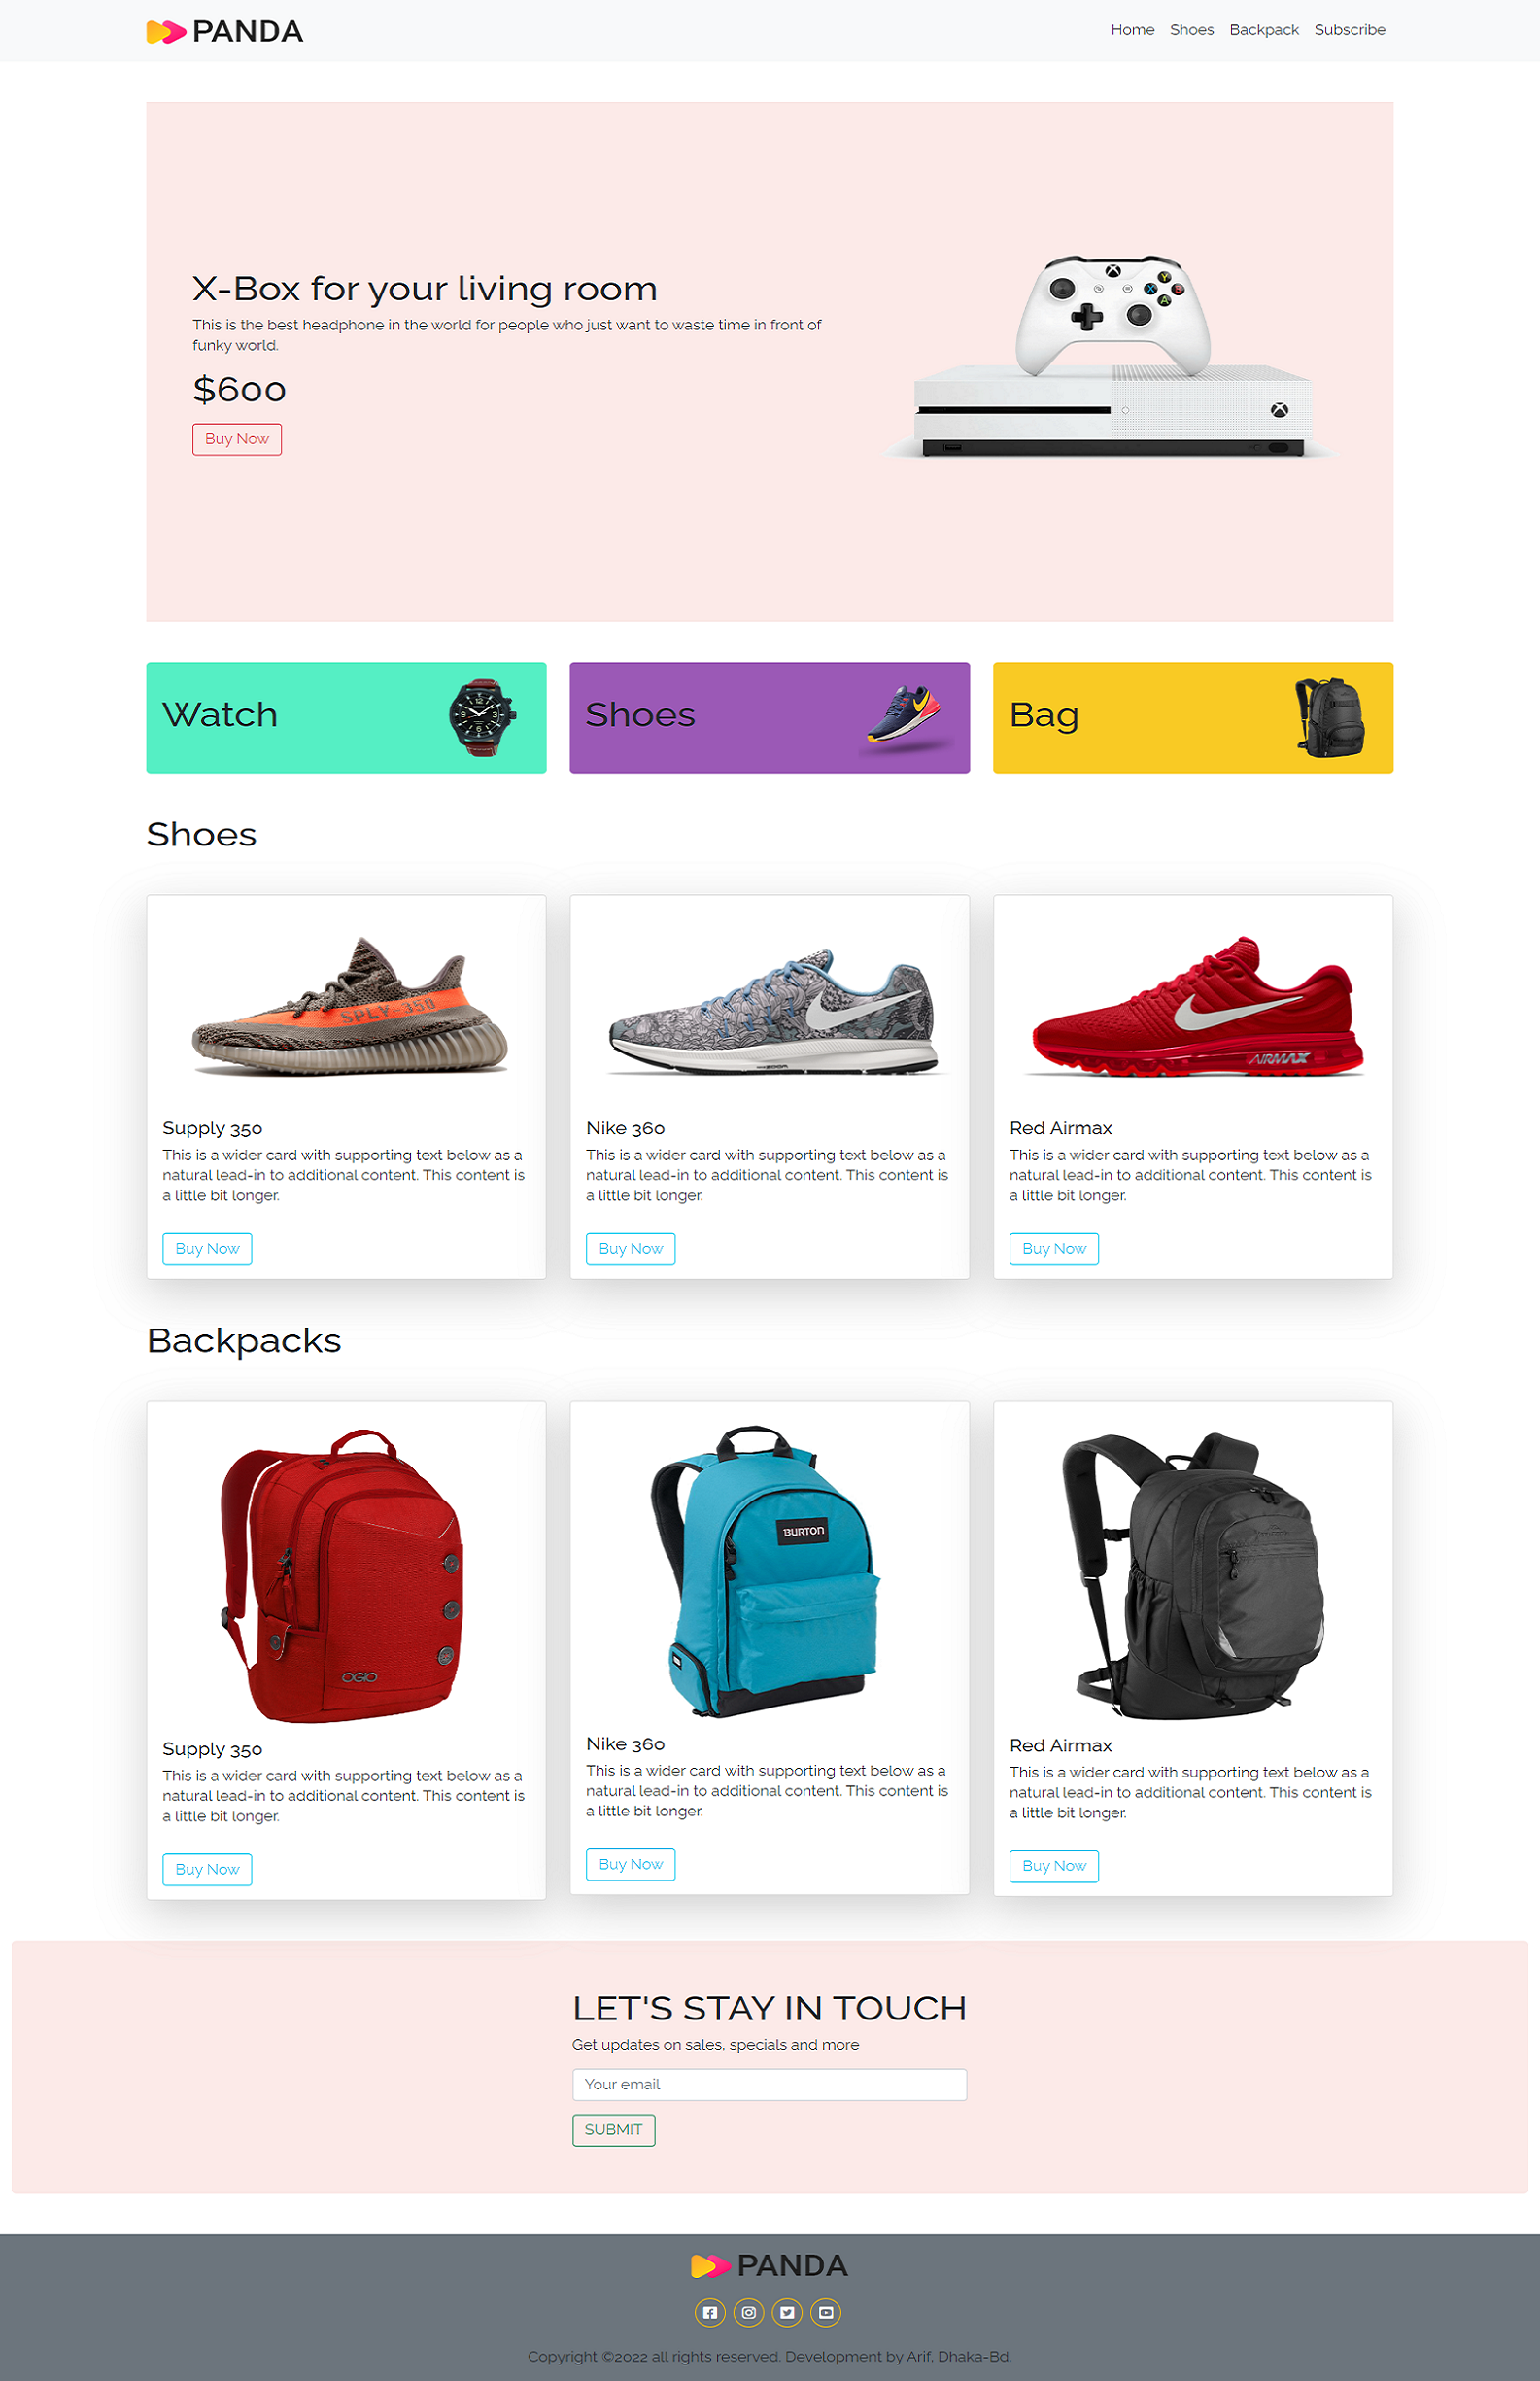 PANDA
Home Shoes Backpack Subscribe
X-Box for your living room
This is the best headphone in the world for people who just want to waste time in front of
funky world.
$600
Buy Now
Y
X
A
Watch
Shoes
Bag
Shoes
SPLY-350
AIRMAX
Supply 350
This is a wider card with supporting text below as a
natural lead-in to additional content. This content is
a little bit longer.
Buy Now
Nike 360
This is a wider card with supporting text below as a
natural lead-in to additional content. This content is
a little bit longer.
Buy Now
Red Airmax
This is a wider card with supporting text below as a
natural lead-in to additional content. This content is
a little bit longer.
Buy Now
Backpacks
OGIO
BURTON
Supply 350
This is a wider card with supporting text below as a
natural lead-in to additional content. This content is
a little bit longer.
Buy Now
Nike 360
This is a wider card with supporting text below as a
natural lead-in to additional content. This content is
a little bit longer.
Buy Now
Red Airmax
This is a wider card with supporting text below as a
natural lead-in to additional content. This content is
a little bit longer.
Buy Now
LET'S STAY IN TOUCH
Get updates on sales, specials and more
Your email
SUBMIT
PANDA
Copyright ©2022 all rights reserved. Development by Arif. Dhaka-Bd.